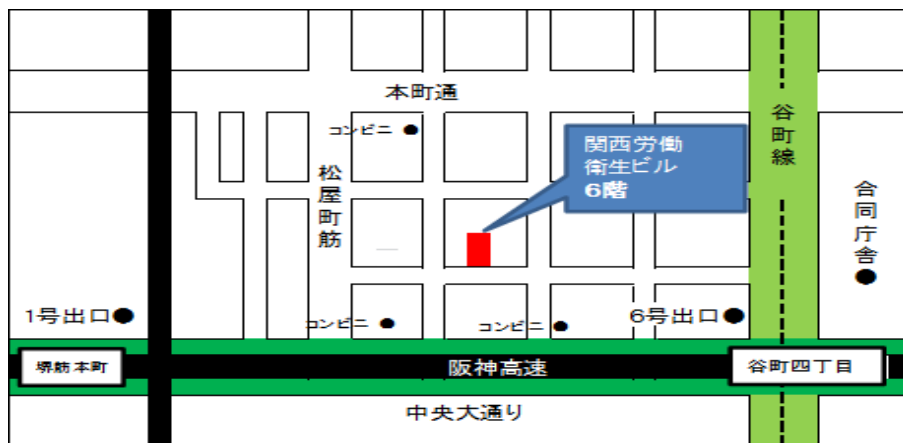 本町通
コンビニ
関西労働
衛生ビル
6階
谷町線
松屋町筋
合同庁舎
1号出口
コンビニ
コンビニ
6号出口
堺筋本町
阪神高速
谷町四丁目
中央大通り